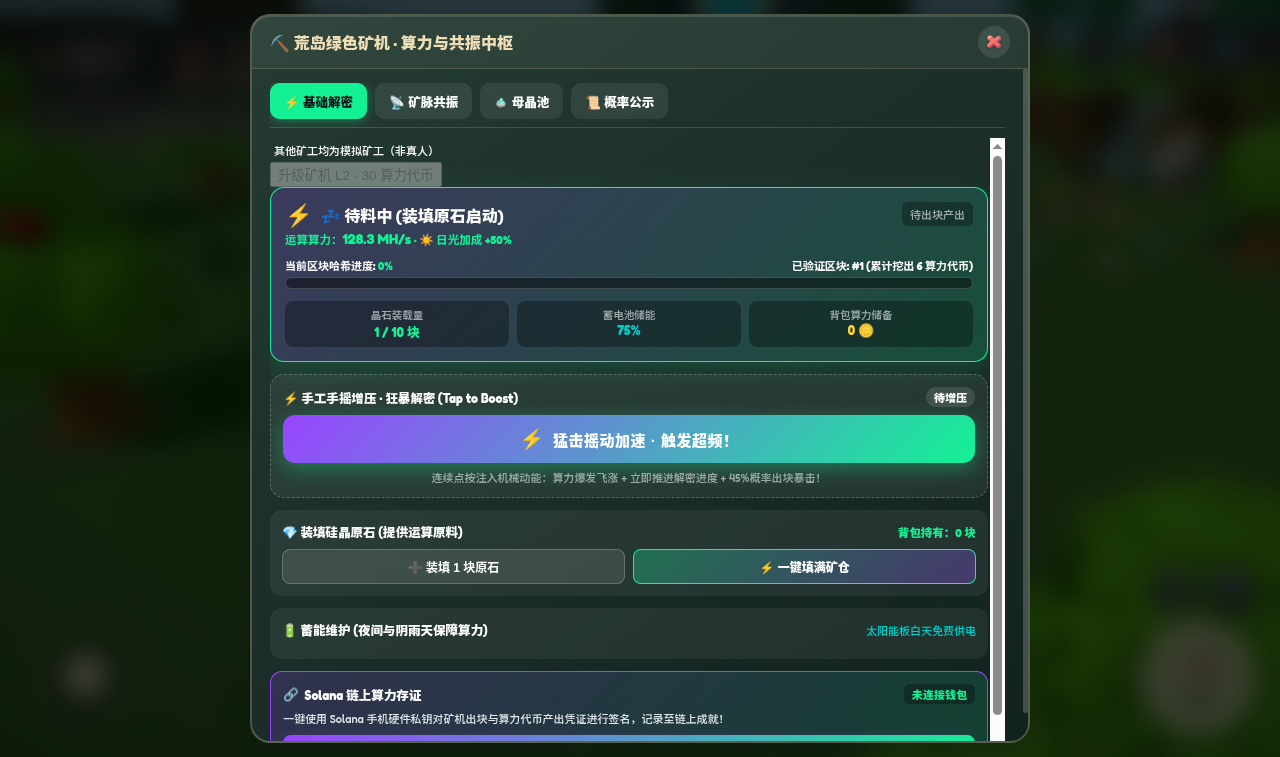 ⛏️ 荒岛绿色矿机 · 算力与共振中枢
⚡ 基础解密
📡 矿脉共振
母晶池
📜 概率公示
其他矿工均为模拟矿工（非真人）
升级矿机 L2 · 30 算力代币
⚡ 💤 待料中 (装填原石启动)
待出块产出
运算算力：128.3 MH/s · ☀️ 日光加成 +50%
当前区块哈希进度: 0%
已验证区块: #1 (累计挖出 6 算力代币)
晶石装载量
1 / 10 块
蓄电池储能
75%
背包算力储备
0 🪙
⚡ 手工手摇增压 · 狂暴解密 (Tap to Boost)
待增压
⚡ 猛击摇动加速 · 触发超频！
连续点按注入机械动能：算力爆发飞涨 + 立即推进解密进度 + 45%概率出块暴击！
💎 装填硅晶原石 (提供运算原料)
背包持有：0 块
➕ 装填 1 块原石
⚡ 一键填满矿仓
🔋 蓄能维护 (夜间与阴雨天保障算力)
太阳能板白天免费供电
🔗 Solana 链上算力存证
未连接钱包
一键使用 Solana 手机硬件私钥对矿机出块与算力代币产出凭证进行签名，记录至链上成就！